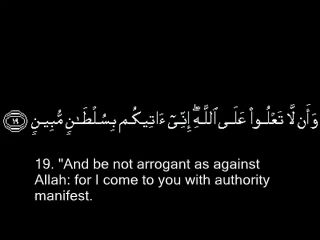 وَأَن لَّا تَعْلُوا۟ عَلَى ٱللَّهِ ۖ إِنِّىٓ ءَاتِيكُم بِسُلْطَـٰنٍ مُّبِينٍ ١٩
19. "And be not arrogant as against
Allah: for I come to you with authority
manifest.